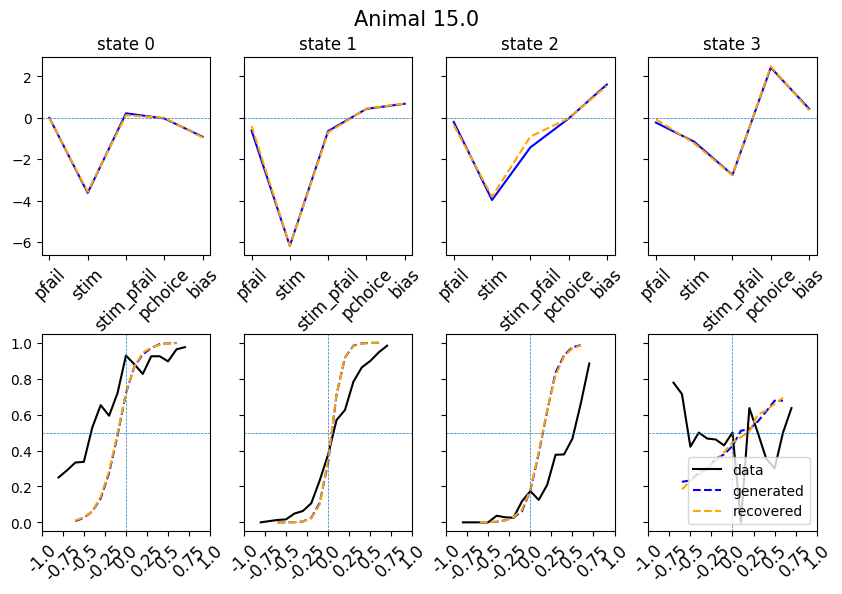 Animal 15.0
state 0 state 1 state 2 state 3
2
0
−2
−4
−6
pfail stim stim_pfail pchoice bias pfail stim stim_pfail pchoice bias pfail stim stim_pfail pchoice bias pfail stim stim_pfail pchoice bias
1.0
0.8
0.6
0.4
0.2
0.0
data
generated
recovered
-1.0 -0.75 -0.5 -0.25 0.0 0.25 0.5 0.75 1.0 -1.0 -0.75 -0.5 -0.25 0.0 0.25 0.5 0.75 1.0 -1.0 -0.75 -0.5 -0.25 0.0 0.25 0.5 0.75 1.0 -1.0 -0.75 -0.5 -0.25 0.0 0.25 0.5 0.75 1.0